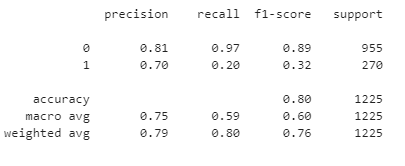 precision recall f1-score support
0 0.81 0.97 0.89 955
1 0.70 0.20 0.32 270
accuracy 0.80 1225
macro avg 0.75 0.59 0.60 1225
weighted avg 0.79 0.80 0.76 1225